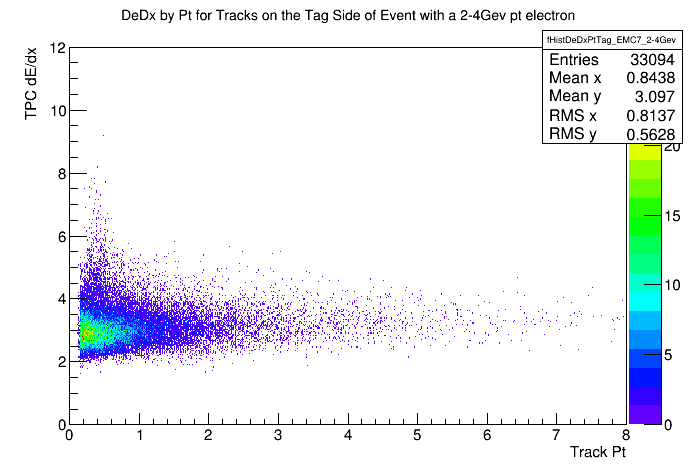 DeDx by Pt for Tracks on the Tag Side of Event with a 2-4Gev pt electron
fHistDeDxPtTag_EMC7_2-4Gev
Entries 33094
Mean x 0.8438
Mean y 3.097
RMS x 0.8137
RMS y 0.5628
TPC dE/dx
12
10
8
6
4
2
0
20
15
10
5
0
0 1 2 3 4 5 6 7 8
Track Pt